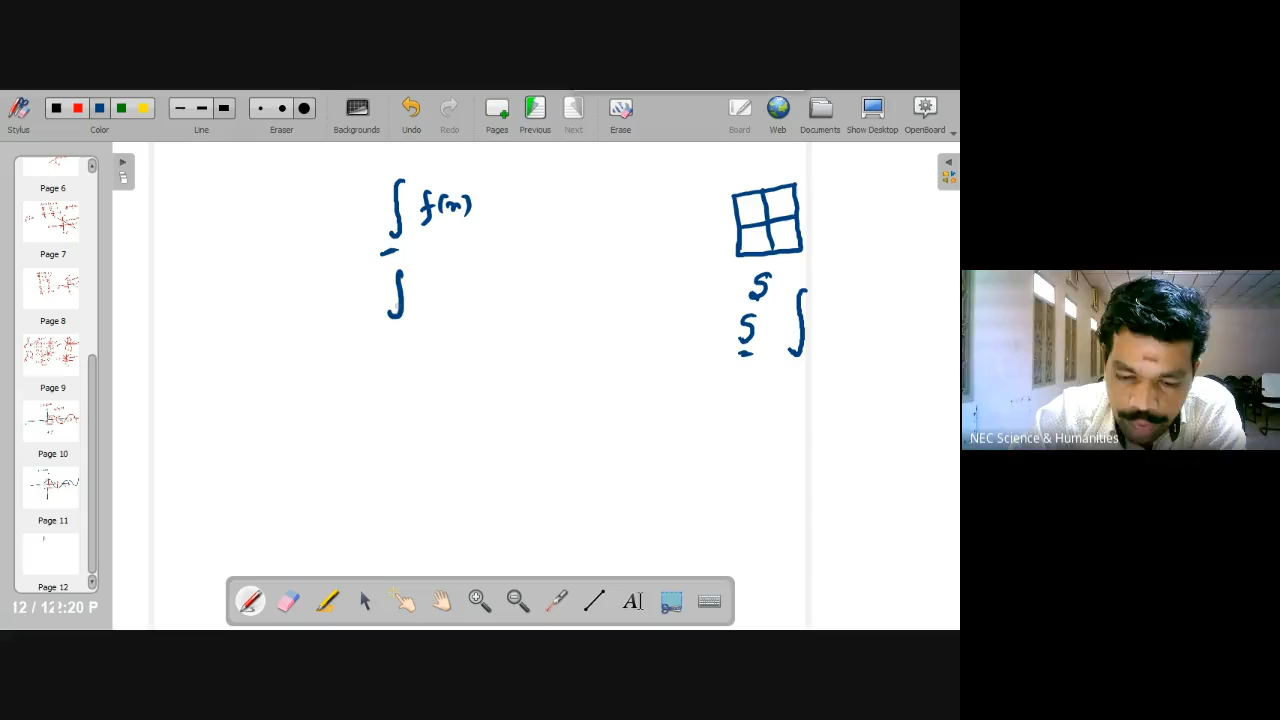 Stylus Color Line Eraser Backgrounds Undo Redo Pages Previous Next Erase Board Web Documents Show Desktop OpenBoard
Page 6
Page 7
Page 8
Page 9
Page 10
Page 11
Page 12
∫ f(x)
∫
S
S ∫
A
NEC Science & Humanities